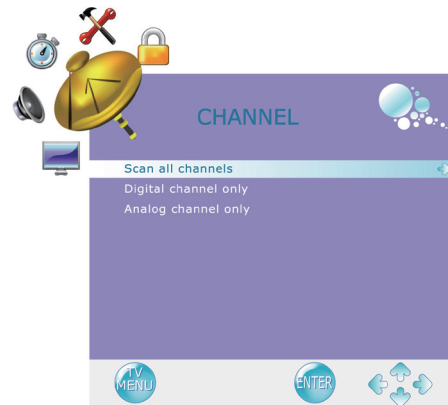 CHANNEL
Scan all channels
Digital channel only
Analog channel only
TV
MENU
ENTER